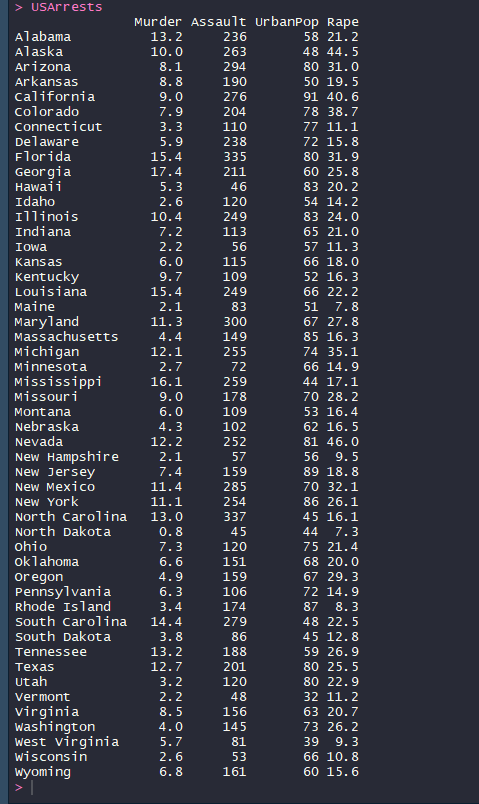 > USArrests
               Murder Assault UrbanPop Rape
Alabama          13.2     236       58 21.2
Alaska           10.0     263       48 44.5
Arizona           8.1     294       80 31.0
Arkansas          8.8     190       50 19.5
California        9.0     276       91 40.6
Colorado          7.9     204       78 38.7
Connecticut       3.3     110       77 11.1
Delaware          5.9     238       72 15.8
Florida          15.4     335       80 31.9
Georgia          17.4     211       60 25.8
Hawaii            5.3      46       83 20.2
Idaho             2.6     120       54 14.2
Illinois         10.4     249       83 24.0
Indiana           7.2     113       65 21.0
Iowa              2.2      56       57 11.3
Kansas            6.0     115       66 18.0
Kentucky          9.7     109       52 16.3
Louisiana        15.4     249       66 22.2
Maine             2.1      83       51  7.8
Maryland         11.3     300       67 27.8
Massachusetts     4.4     149       85 16.3
Michigan         12.1     255       74 35.1
Minnesota         2.7      72       66 14.9
Mississippi      16.1     259       44 17.1
Missouri          9.0     178       70 28.2
Montana           6.0     109       53 16.4
Nebraska          4.3     102       62 16.5
Nevada           12.2     252       81 46.0
New Hampshire     2.1      57       56  9.5
New Jersey        7.4     159       89 18.8
New Mexico       11.4     285       70 32.1
New York         11.1     254       86 26.1
North Carolina   13.0     337       45 16.1
North Dakota      0.8      45       44  7.3
Ohio              7.3     120       75 21.4
Oklahoma          6.6     151       68 20.0
Oregon            4.9     159       67 29.3
Pennsylvania      6.3     106       72 14.9
Rhode Island      3.4     174       87  8.3
South Carolina   14.4     279       48 22.5
South Dakota      3.8      86       45 12.8
Tennessee        13.2     188       59 26.9
Texas            12.7     201       80 25.5
Utah              3.2     120       80 22.9
Vermont           2.2      48       32 11.2
Virginia          8.5     156       63 20.7
Washington        4.0     145       73 26.2
West Virginia     5.7      81       39  9.3
Wisconsin         2.6      53       66 10.8
Wyoming           6.8     161       60 15.6
>